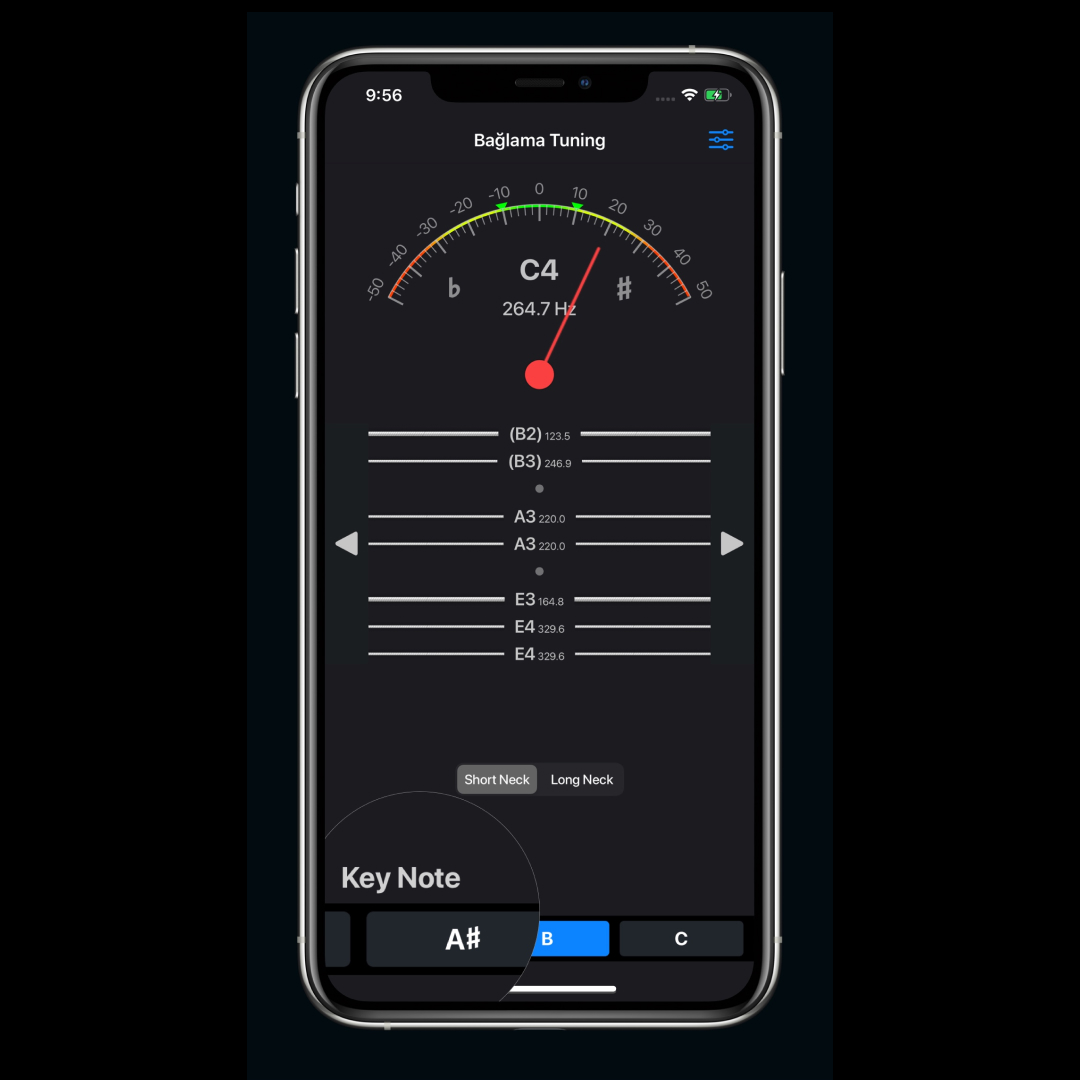 9:56
Bağlama Tuning
-50 -40 -30 -20 -10 0 10 20 30 40 50
♭ C4 ♯
264.7 Hz
(B2) 123.5
(B3) 246.9
A3 220.0
A3 220.0
E3 164.8
E4 329.6
E4 329.6
Short Neck Long Neck
Key Note
A♯ B C